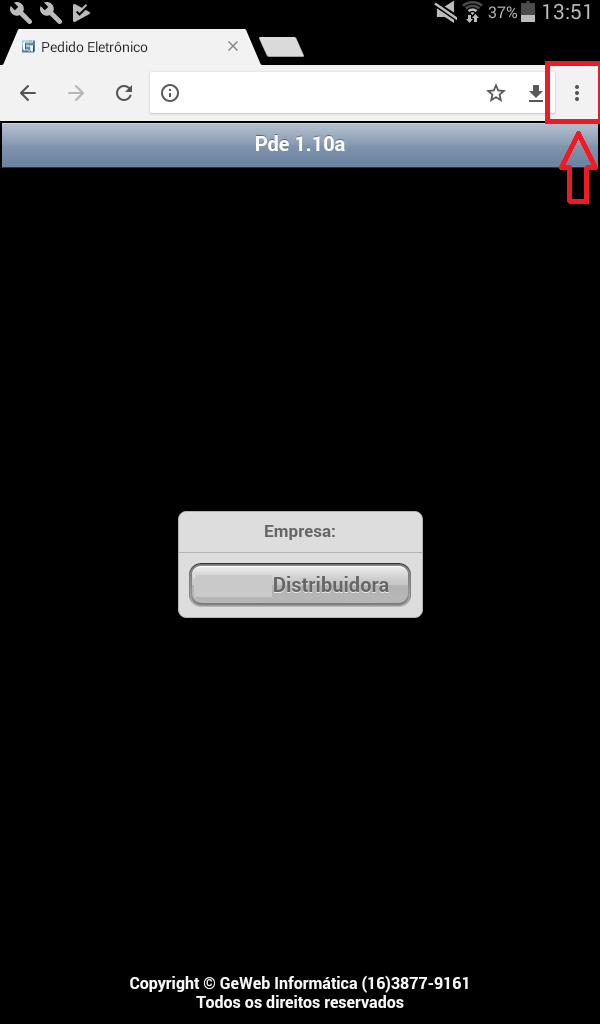 37% 13:51
Pedido Eletrônico
Pde 1.10a
Empresa:
Distribuidora
Copyright © GeWeb Informática (16)3877-9161
Todos os direitos reservados